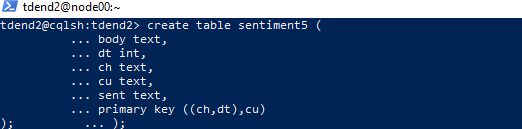 tdend2@node00:~
tdend2@cqlsh:tdend2> create table sentiment5 (
... body text,
... dt int,
... ch text,
... cu text,
... sent text,
... primary key ((ch,dt),cu)
); ... );